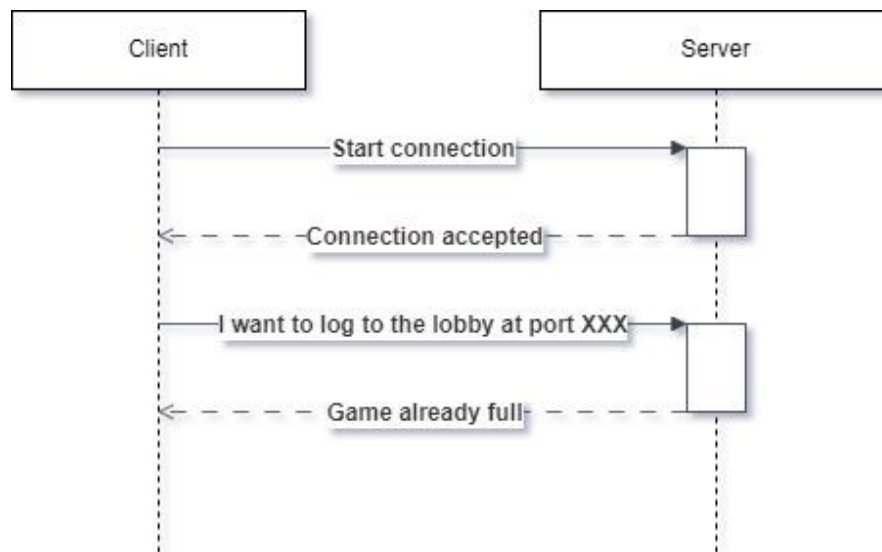 Client
Server
Start connection
Connection accepted
I want to log to the lobby at port XXX
Game already full